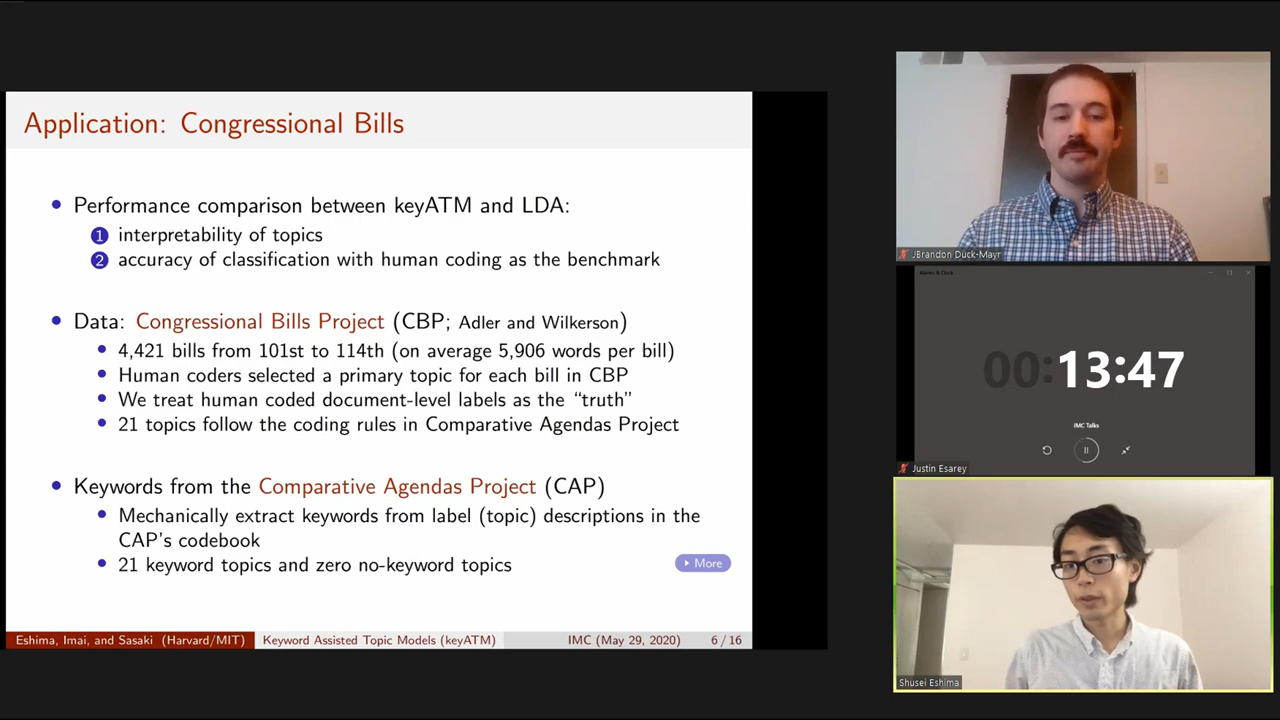 Application: Congressional Bills
• Performance comparison between keyATM and LDA:
1 interpretability of topics
2 accuracy of classification with human coding as the benchmark
• Data: Congressional Bills Project (CBP; Adler and Wilkerson)
• 4,421 bills from 101st to 114th (on average 5,906 words per bill)
• Human coders selected a primary topic for each bill in CBP
• We treat human coded document-level labels as the “truth”
• 21 topics follow the coding rules in Comparative Agendas Project
• Keywords from the Comparative Agendas Project (CAP)
• Mechanically extract keywords from label (topic) descriptions in the
CAP's codebook
• 21 keyword topics and zero no-keyword topics
More
Eshima, Imai, and Sasaki (Harvard/MIT) Keyword Assisted Topic Models (keyATM) IMC (May 29, 2020) 6 / 16
JBrandon Duck-Mayr
Alarms & Clock
00:13:47
IMC Talks
Justin Esarey
Shusei Eshima